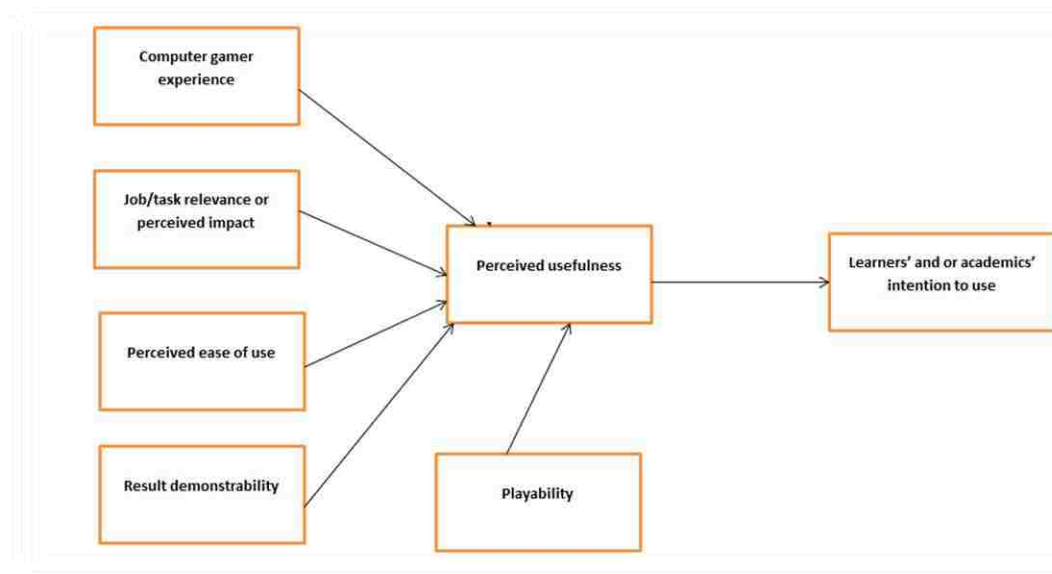 Computer gamer
experience
Job/task relevance or
perceived impact
Perceived usefulness
Learners' and or academics'
intention to use
Perceived ease of use
Result demonstrability
Playability